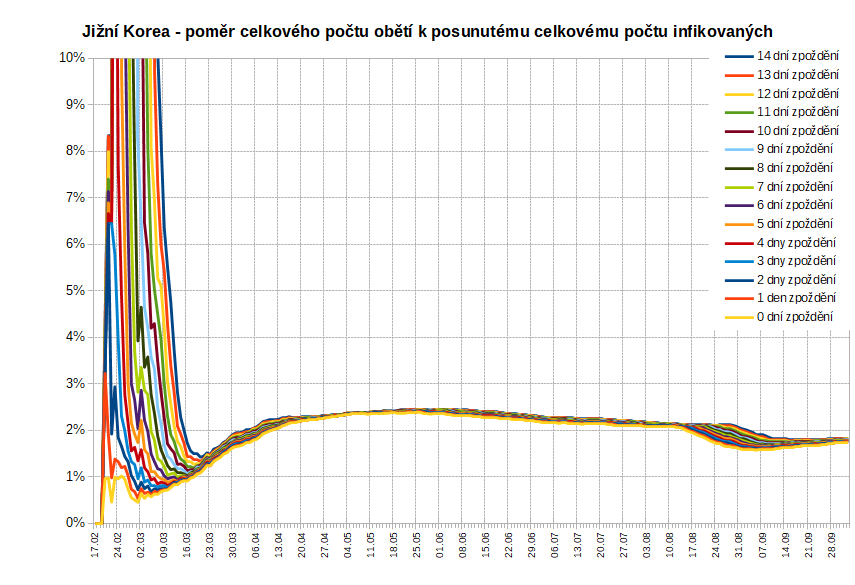 Jižní Korea - poměr celkového počtu obětí k posunutému celkovému počtu infikovaných
10%
9%
8%
7%
6%
5%
4%
3%
2%
1%
0%
14 dní zpoždění
13 dní zpoždění
12 dní zpoždění
11 dní zpoždění
10 dní zpoždění
9 dní zpoždění
8 dní zpoždění
7 dní zpoždění
6 dní zpoždění
5 dní zpoždění
4 dny zpoždění
3 dny zpoždění
2 dny zpoždění
1 den zpoždění
0 dní zpoždění
17.02
24.02
02.03
09.03
16.03
23.03
30.03
06.04
13.04
20.04
27.04
04.05
11.05
18.05
25.05
01.06
08.06
15.06
22.06
29.06
06.07
13.07
20.07
27.07
03.08
10.08
17.08
24.08
31.08
07.09
14.09
21.09
28.09